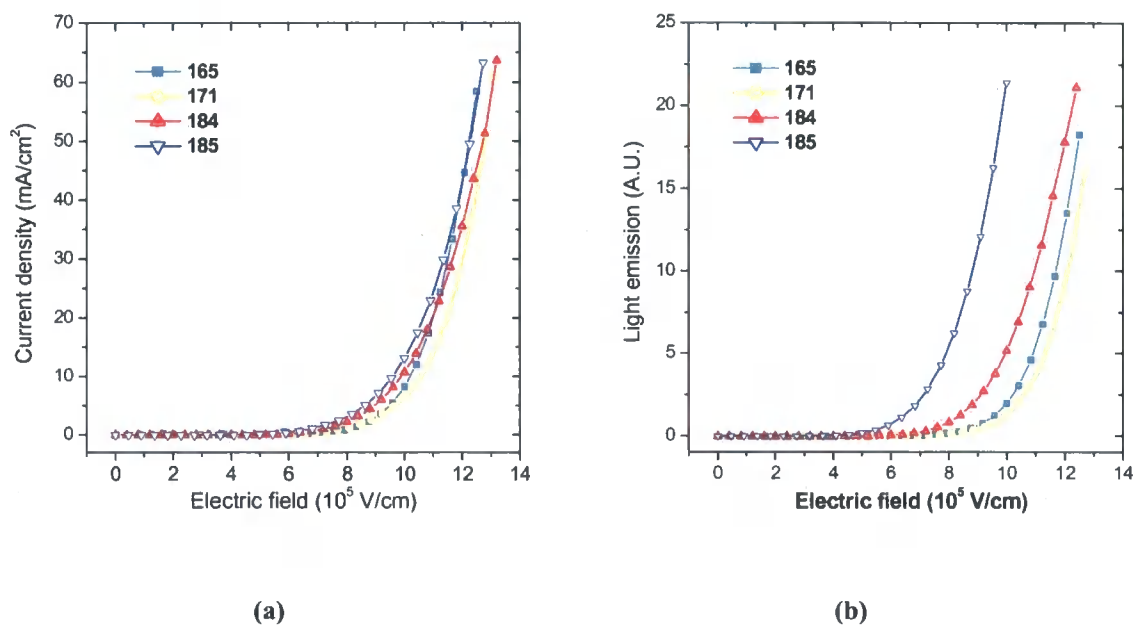 70
60
50
40
30
20
10
0
Current density (mA/cm²)
165
171
184
185
0 2 4 6 8 10 12 14
Electric field (10⁵ V/cm)
(a)
25
20
15
10
5
0
Light emission (A.U.)
165
171
184
185
0 2 4 6 8 10 12 14
Electric field (10⁵ V/cm)
(b)